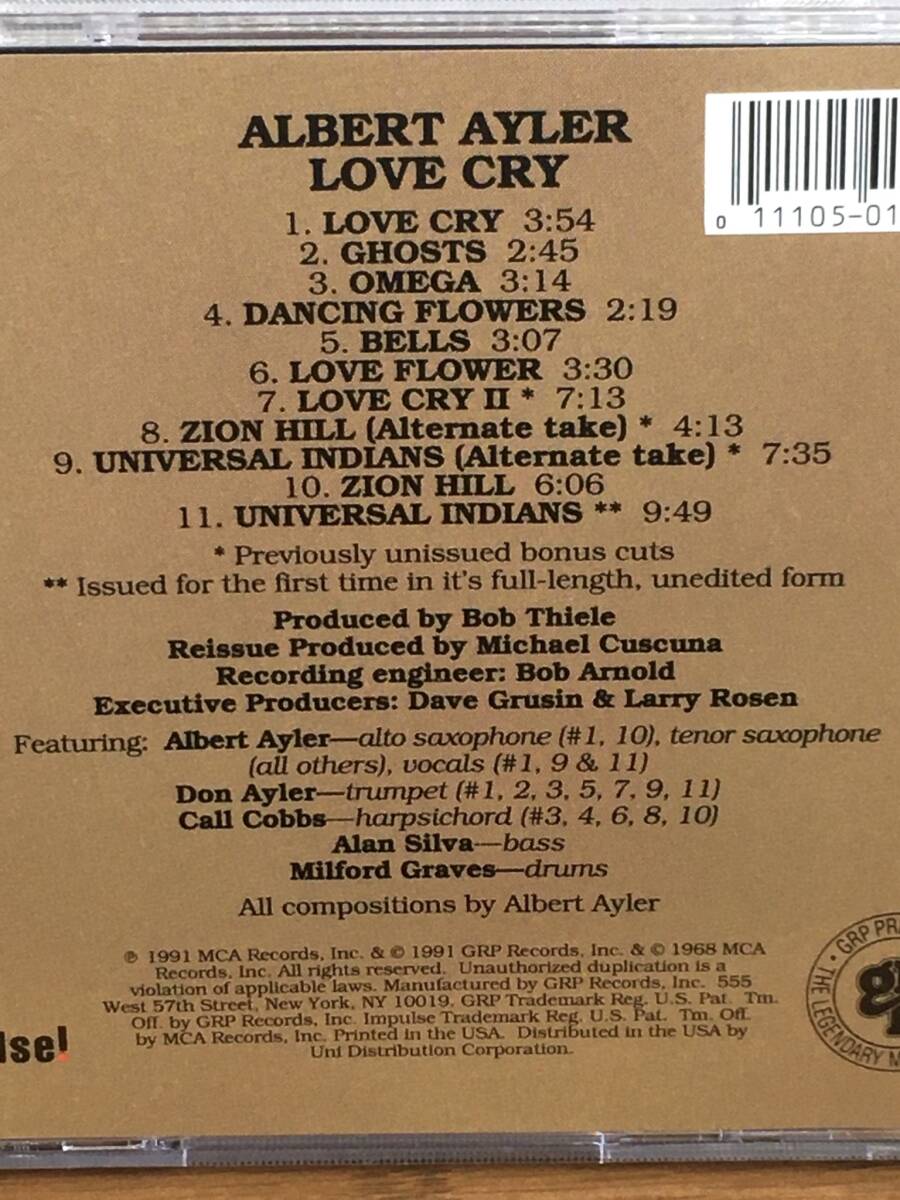 ALBERT AYLER
LOVE CRY
0 11105-01
1. LOVE CRY 3:54
2. GHOSTS 2:45
3. OMEGA 3:14
4. DANCING FLOWERS 2:19
5. BELLS 3:07
6. LOVE FLOWER 3:30
7. LOVE CRY II * 7:13
8. ZION HILL (Alternate take) * 4:13
9. UNIVERSAL INDIANS (Alternate take) * 7:35
10. ZION HILL 6:06
11. UNIVERSAL INDIANS ** 9:49
* Previously unissued bonus cuts
** Issued for the first time in it's full-length, unedited form
Produced by Bob Thiele
Reissue Produced by Michael Cuscuna
Recording engineer: Bob Arnold
Executive Producers: Dave Grusin & Larry Rosen
Featuring: Albert Ayler—alto saxophone (#1, 10), tenor saxophone
(all others), vocals (#1, 9 & 11)
Don Ayler—trumpet (#1, 2, 3, 5, 7, 9, 11)
Call Cobbs—harpsichord (#3, 4, 6, 8, 10)
Alan Silva—bass
Milford Graves—drums
All compositions by Albert Ayler
℗ 1991 MCA Records, Inc. & © 1991 GRP Records, Inc. & © 1968 MCA
Records, Inc. All rights reserved. Unauthorized duplication is a
violation of applicable laws. Manufactured by GRP Records, Inc. 555
West 57th Street, New York, NY 10019. GRP Trademark Reg. U.S. Pat. Tm.
Off. by GRP Records, Inc. Impulse Trademark Reg. U.S. Pat. Tm. Off.
by MCA Records, Inc. Printed in the USA. Distributed in the USA by
Uni Distribution Corporation.
lse!
THE LEGENDARY M
• GRP PR